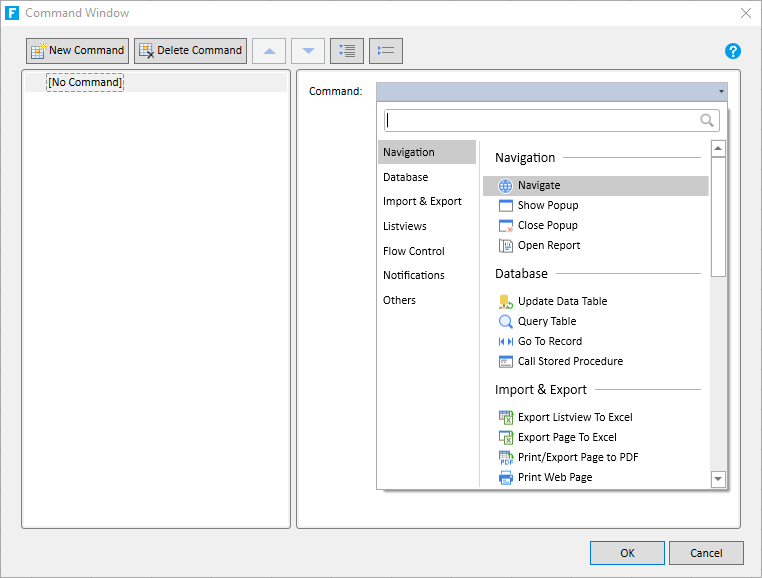 F Command Window
New Command
Delete Command
?
[No Command]
Command:
Navigation
Database
Import & Export
Listviews
Flow Control
Notifications
Others
Navigation
Navigate
Show Popup
Close Popup
Open Report
Database
Update Data Table
Query Table
Go To Record
Call Stored Procedure
Import & Export
Export Listview To Excel
Export Page To Excel
PDF Print/Export Page to PDF
Print Web Page
OK
Cancel